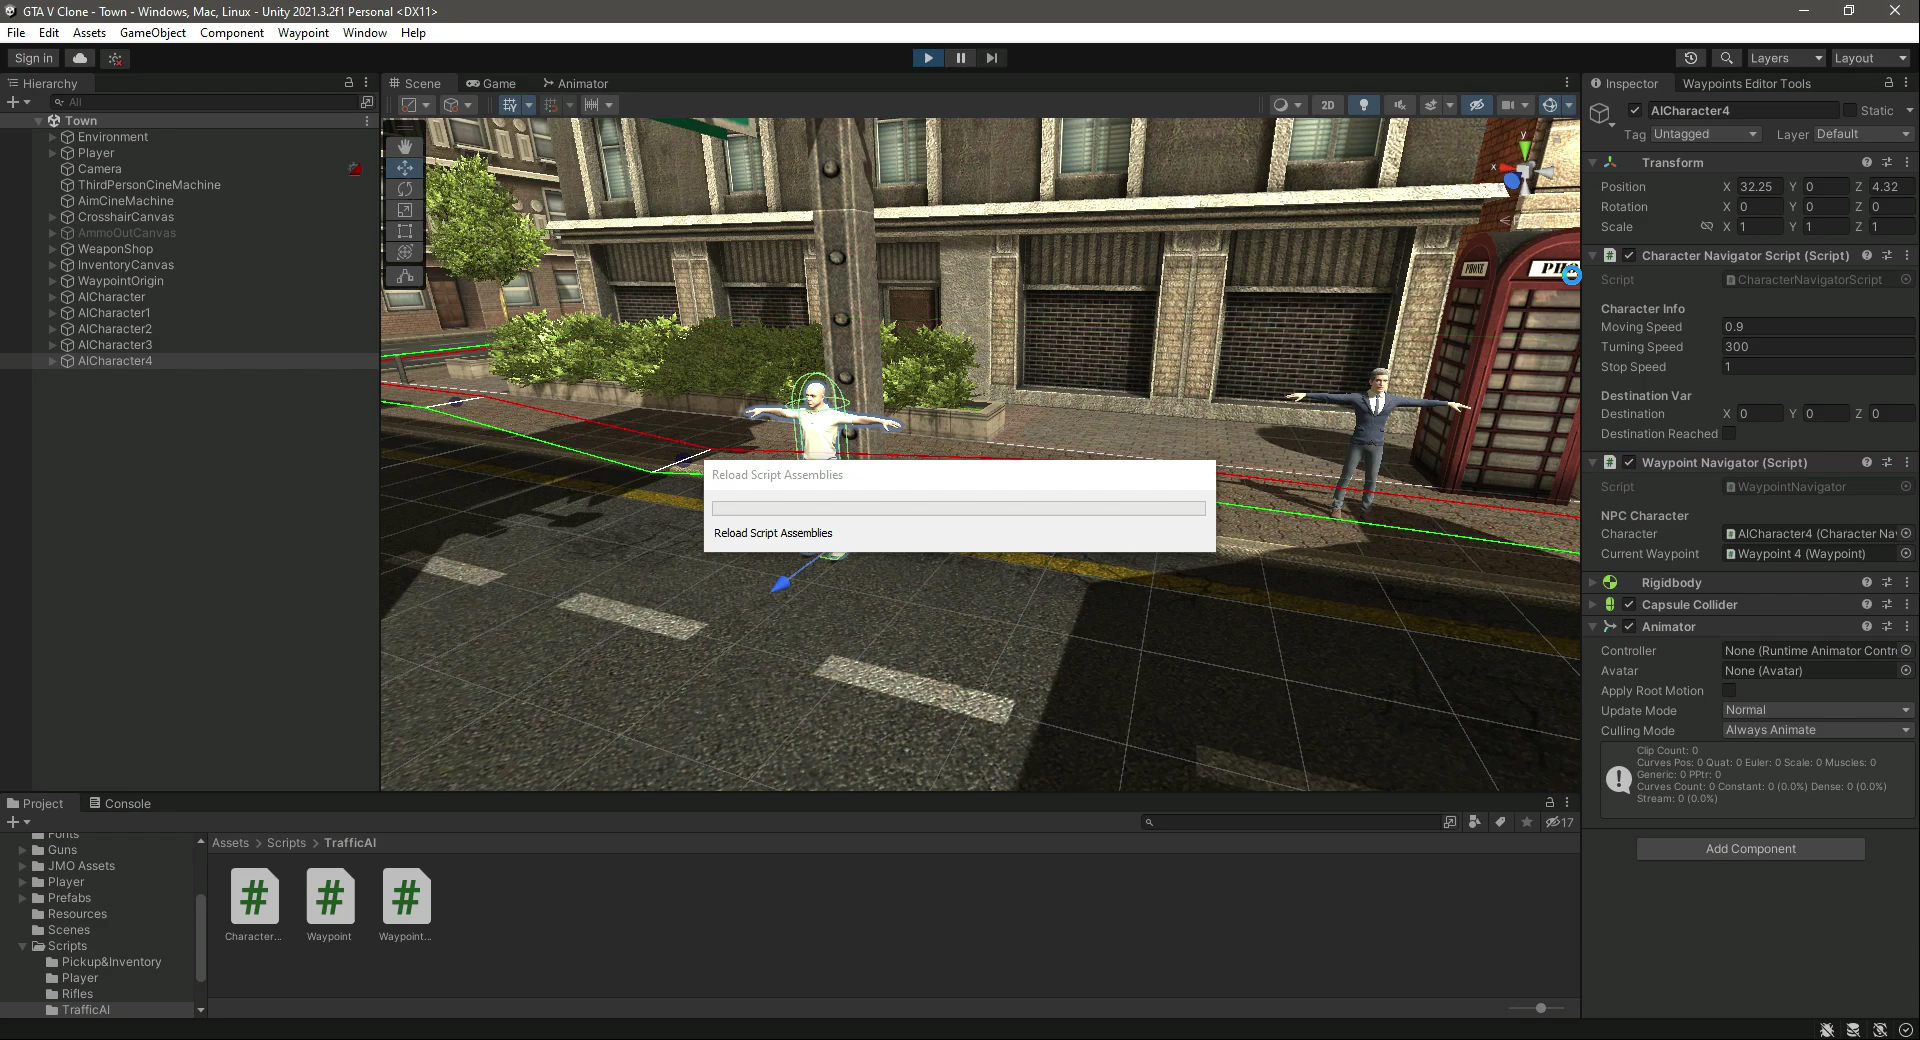 GTA V Clone - Town - Windows, Mac, Linux - Unity 2021.3.2f1 Personal <DX11>
File Edit Assets GameObject Component Waypoint Window Help
Sign in
Layers
Layout
Hierarchy
All
Town
Environment
Player
Camera
ThirdPersonCineMachine
AimCineMachine
CrosshairCanvas
AmmoOutCanvas
WeaponShop
InventoryCanvas
WaypointOrigin
AICharacter
AICharacter1
AICharacter2
AICharacter3
AICharacter4
Scene Game Animator
2D
y
x
PHONE
PHO
Reload Script Assemblies
Reload Script Assemblies
Inspector Waypoints Editor Tools
AICharacter4 Static
Tag Untagged Layer Default
Transform
Position X 32.25 Y 0 Z 4.32
Rotation X 0 Y 0 Z 0
Scale X 1 Y 1 Z 1
Character Navigator Script (Script)
Script CharacterNavigatorScript
Character Info
Moving Speed 0.9
Turning Speed 300
Stop Speed 1
Destination Var
Destination X 0 Y 0 Z 0
Destination Reached
Waypoint Navigator (Script)
Script WaypointNavigator
NPC Character
Character AICharacter4 (Character Na
Current Waypoint Waypoint 4 (Waypoint)
Rigidbody
Capsule Collider
Animator
Controller None (Runtime Animator Contr
Avatar None (Avatar)
Apply Root Motion
Update Mode Normal
Culling Mode Always Animate
Clip Count: 0
Curves Pos: 0 Quat: 0 Euler: 0 Scale: 0 Muscles: 0
Generic: 0 PPtr: 0
Curves Count: 0 Constant: 0 (0.0%) Dense: 0 (0.0%)
Stream: 0 (0.0%)
Add Component
Project Console
17
Fonts
Guns
JMO Assets
Player
Prefabs
Resources
Scenes
Scripts
Pickup&Inventory
Player
Rifles
TrafficAI
Assets > Scripts > TrafficAI
Character...
Waypoint
Waypoint...